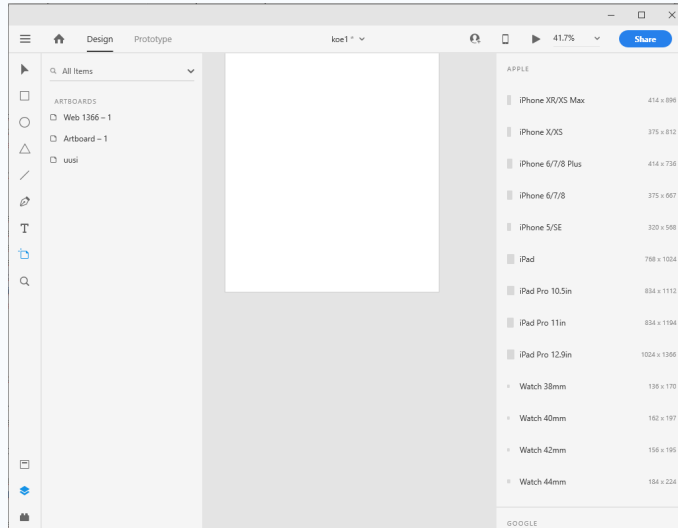 Design Prototype koe1 * 41.7% Share
All Items
ARTBOARDS
Web 1366 – 1
Artboard – 1
uusi
T
APPLE
iPhone XR/XS Max 414 x 896
iPhone X/XS 375 x 812
iPhone 6/7/8 Plus 414 x 736
iPhone 6/7/8 375 x 667
iPhone 5/SE 320 x 568
iPad 768 x 1024
iPad Pro 10.5in 834 x 1112
iPad Pro 11in 834 x 1194
iPad Pro 12.9in 1024 x 1366
Watch 38mm 136 x 170
Watch 40mm 162 x 197
Watch 42mm 156 x 195
Watch 44mm 184 x 224
GOOGLE